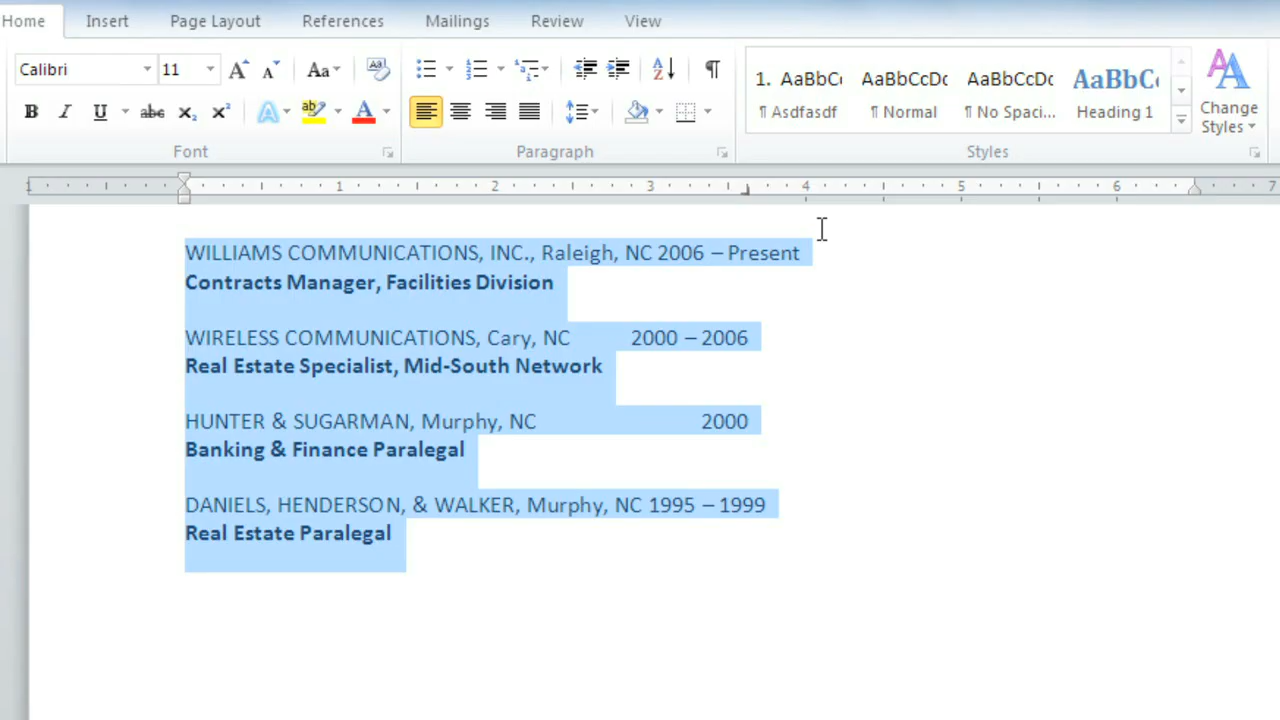 Home Insert Page Layout References Mailings Review View
Calibri 11 A A Aa
1. AaBbC AaBbCcDc AaBbCcDc AaBbC
B I U abc X₂ X² A ab A
¶ Asdfasdf ¶ Normal ¶ No Spaci... Heading 1
Change Styles
Font Paragraph Styles
1 1 2 3 4 5 6 7
WILLIAMS COMMUNICATIONS, INC., Raleigh, NC 2006 – Present
Contracts Manager, Facilities Division
WIRELESS COMMUNICATIONS, Cary, NC 2000 – 2006
Real Estate Specialist, Mid-South Network
HUNTER & SUGARMAN, Murphy, NC 2000
Banking & Finance Paralegal
DANIELS, HENDERSON, & WALKER, Murphy, NC 1995 – 1999
Real Estate Paralegal